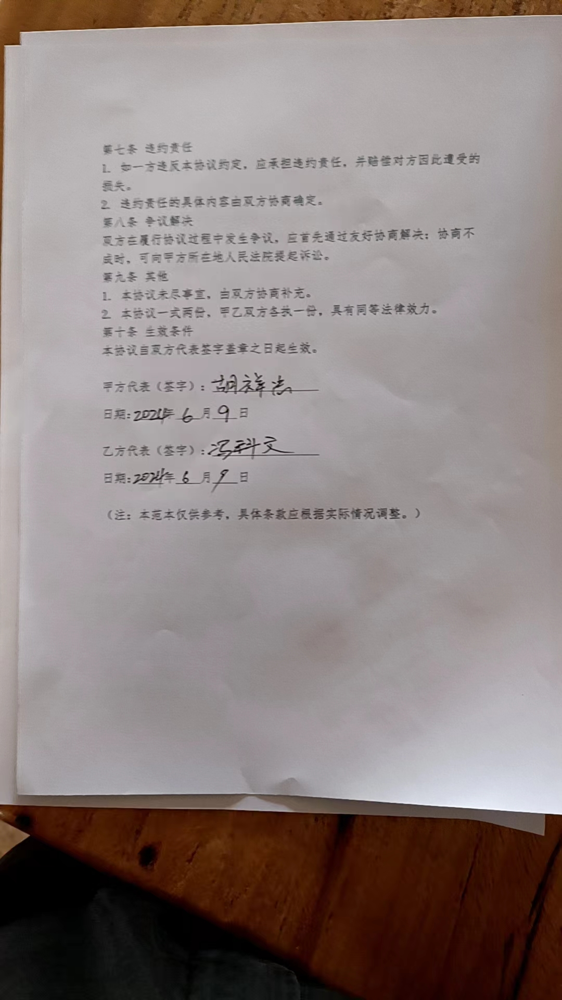 第七条 违约责任
1. 如一方违反本协议约定，应承担违约责任，并赔偿对方因此遭受的
损失。
2. 违约责任的具体内容由双方协商确定。
第八条 争议解决
双方在履行协议过程中发生争议，应首先通过友好协商解决；协商不
成时，可向甲方所在地人民法院提起诉讼。
第九条 其他
1. 本协议未尽事宜，由双方协商补充。
2. 本协议一式两份，甲乙双方各执一份，具有同等法律效力。
第十条 生效条件
本协议自双方代表签字盖章之日起生效。
甲方代表（签字）：胡祥杰
日期:2024年 6 月 9 日
乙方代表（签字）:冯科文
日期:2024年 6 月 9 日
（注：本范本仅供参考，具体条款应根据实际情况调整。）